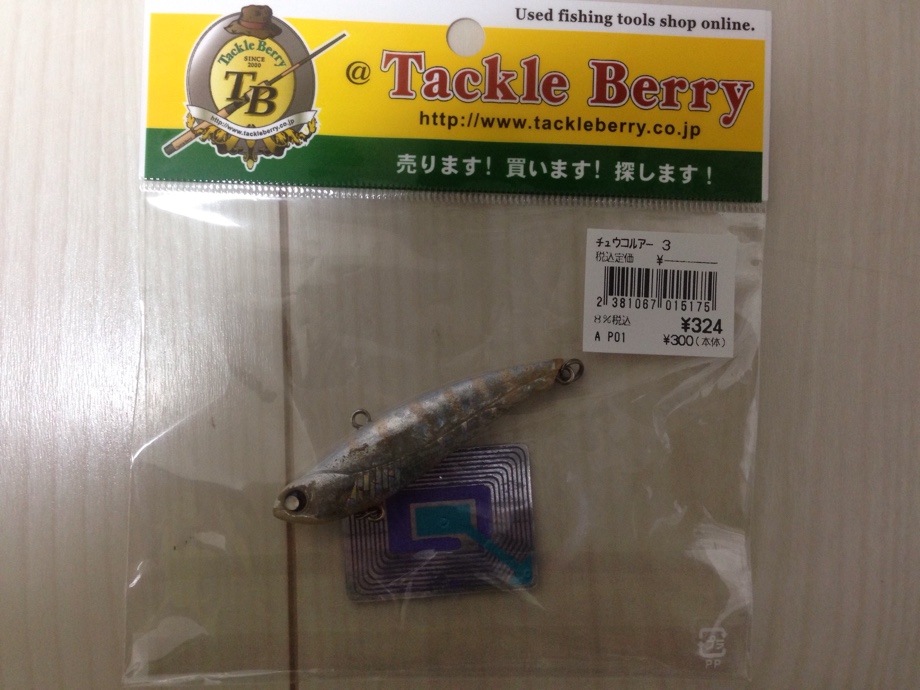 Used fishing tools shop online.
Tackle Berry
SINCE
2000
TB
http://www.tackleberry.co.jp
@ Tackle Berry
http://www.tackleberry.co.jp
売ります! 買います! 探します!
チュウコルアー 3
税込定価 ¥--------
2 381067 015175
8%税込 ¥324
A P01 ¥300(本体)
プラ
PP